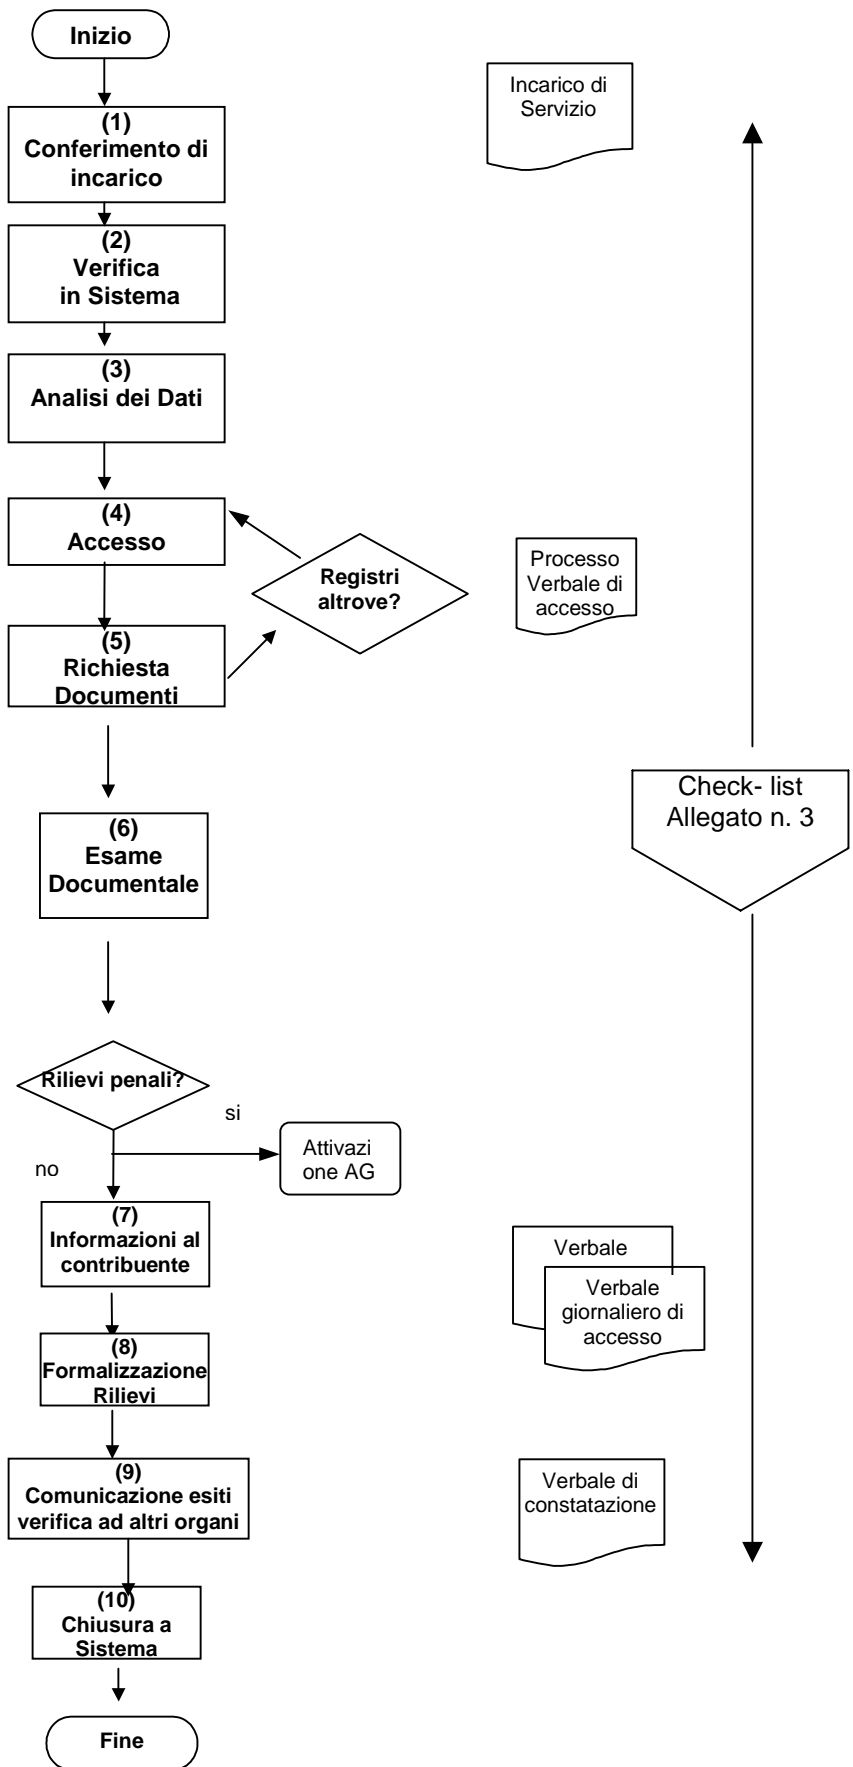 Inizio
Incarico di
Servizio
(1)
Conferimento di
incarico
(2)
Verifica
in Sistema
(3)
Analisi dei Dati
(4)
Accesso
Registri
altrove?
Processo
Verbale di
accesso
(5)
Richiesta
Documenti
Check- list
Allegato n. 3
(6)
Esame
Documentale
Rilievi penali?
si
Attivazi
one AG
no
(7)
Informazioni al
contribuente
Verbale
Verbale
giornaliero di
accesso
(8)
Formalizzazione
Rilievi
(9)
Comunicazione esiti
verifica ad altri organi
Verbale di
constatazione
(10)
Chiusura a
Sistema
Fine